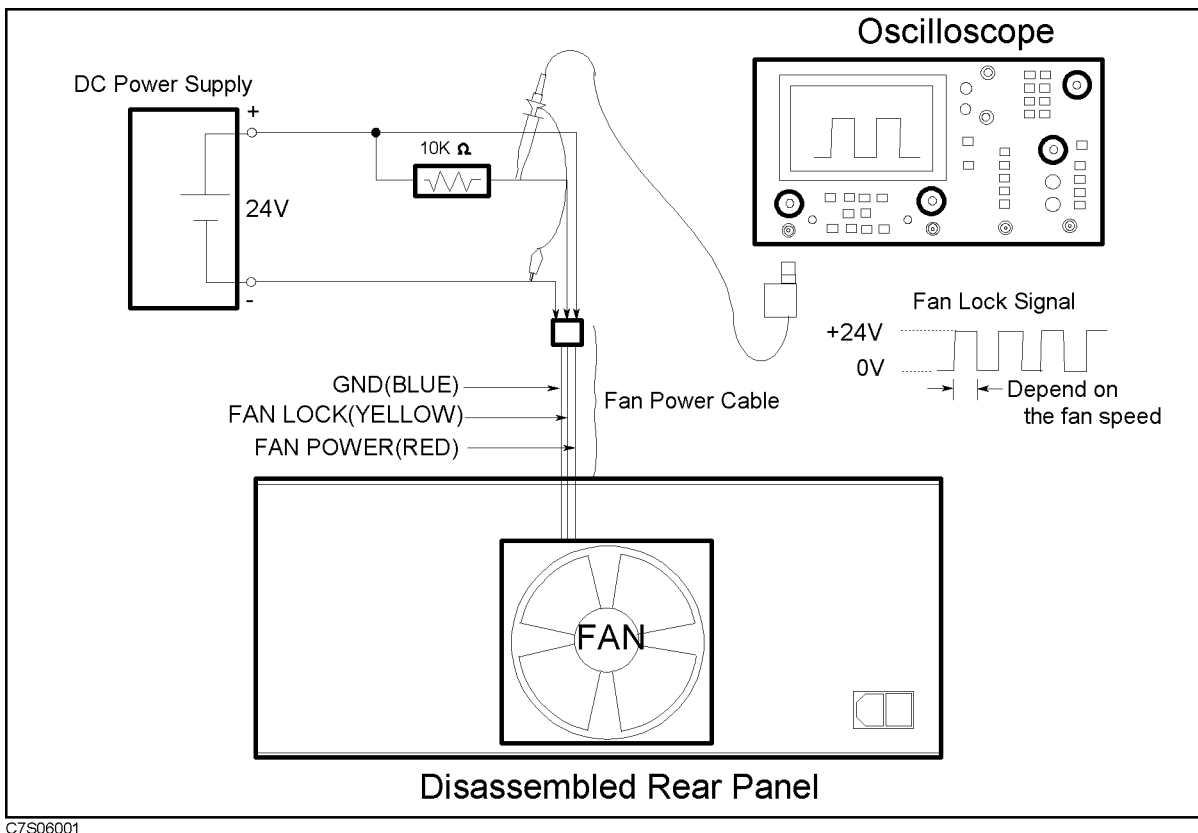 Oscilloscope
DC Power Supply
+
10K Ω
24V
-
Fan Lock Signal
+24V
0V
Depend on
the fan speed
GND(BLUE)
FAN LOCK(YELLOW)
FAN POWER(RED)
Fan Power Cable
FAN
Disassembled Rear Panel
C7S06001